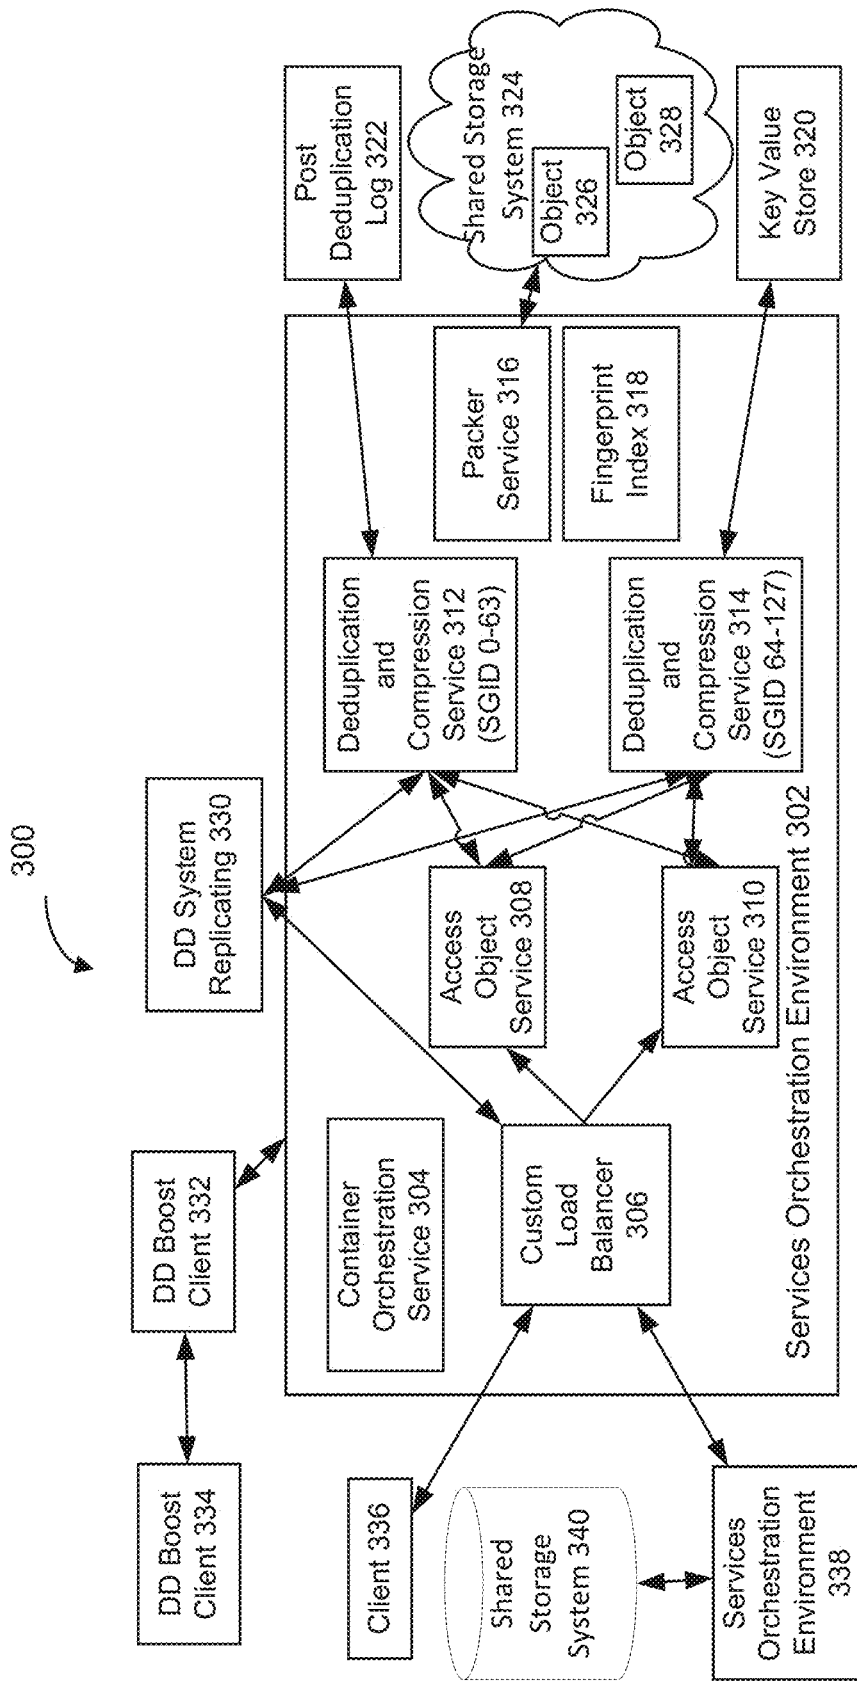 300
DD Boost
Client 334
DD Boost
Client 332
DD System
Replicating 330
Post
Deduplication
Log 322
Client 336
Shared
Storage
System 340
Services
Orchestration
Environment
338
Container
Orchestration
Service 304
Custom
Load
Balancer
306
Access
Object
Service 308
Access
Object
Service 310
Deduplication
and
Compression
Service 312
(SGID 0-63)
Deduplication
and
Compression
Service 314
(SGID 64-127)
Packer
Service 316
Fingerprint
Index 318
Services Orchestration Environment 302
Shared Storage
System 324
Object
326
Object
328
Key Value
Store 320